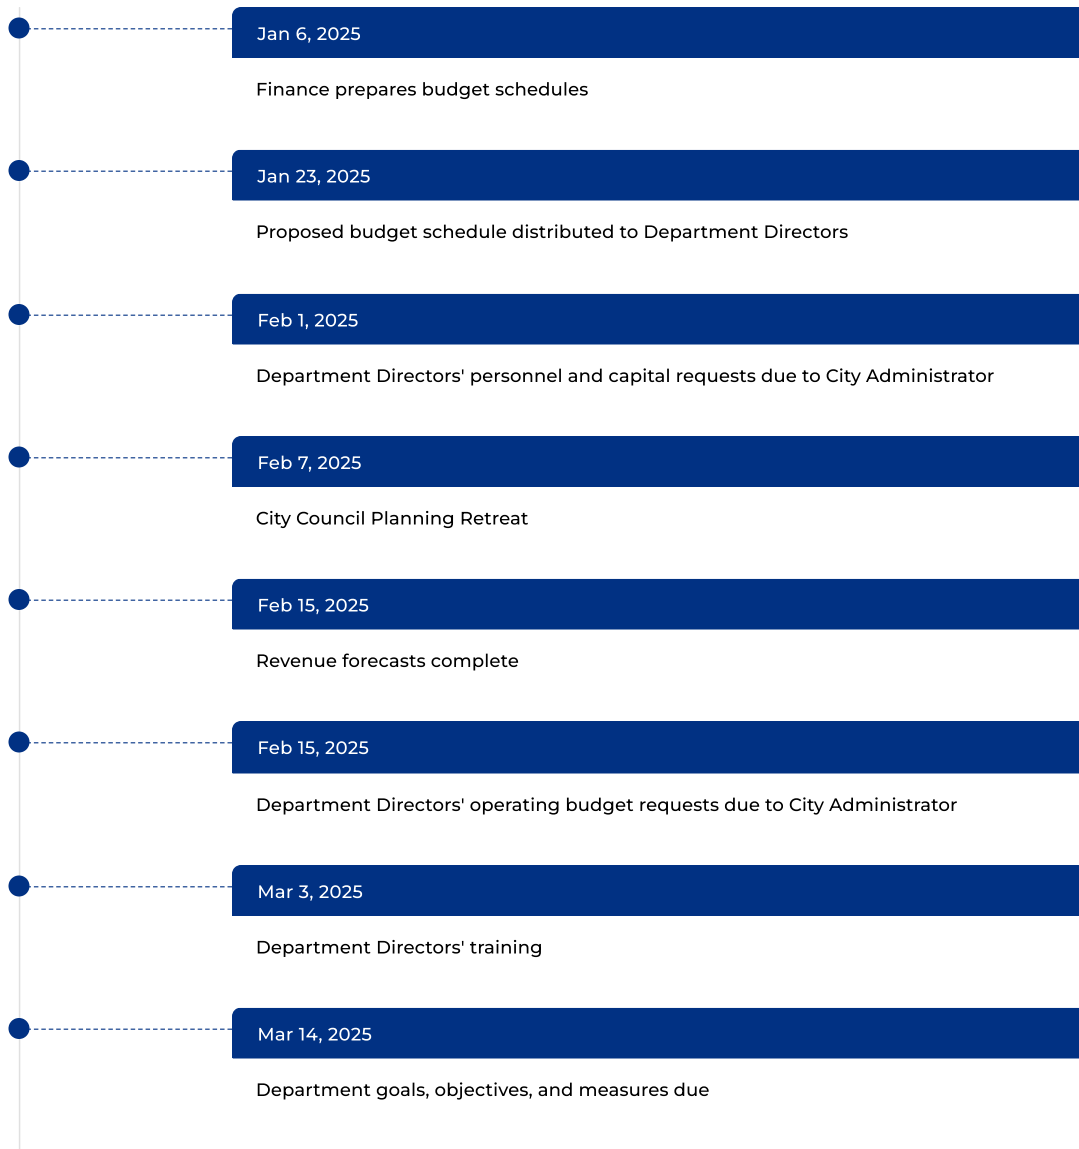 Jan 6, 2025
Finance prepares budget schedules
Jan 23, 2025
Proposed budget schedule distributed to Department Directors
Feb 1, 2025
Department Directors' personnel and capital requests due to City Administrator
Feb 7, 2025
City Council Planning Retreat
Feb 15, 2025
Revenue forecasts complete
Feb 15, 2025
Department Directors' operating budget requests due to City Administrator
Mar 3, 2025
Department Directors' training
Mar 14, 2025
Department goals, objectives, and measures due